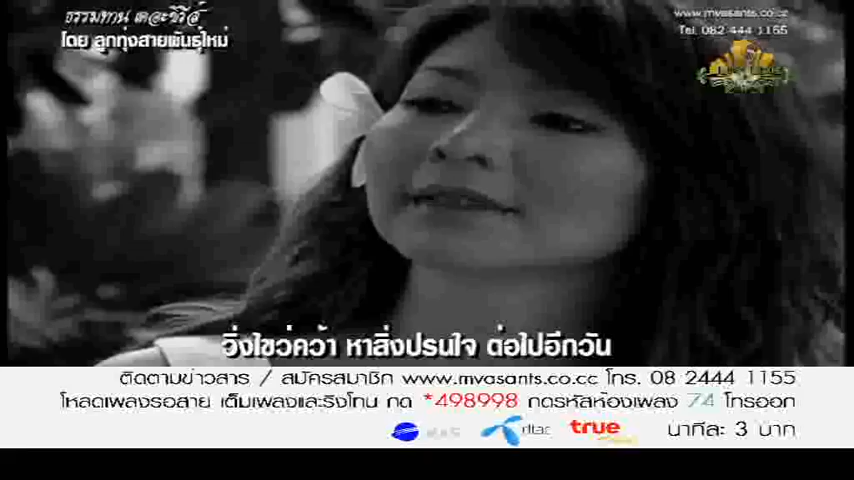 ธรรมทาน เดอะซีรีส์
โดย ลูกทุ่งสายพันธุ์ใหม่
www.mvasants.co.cc
Tel. 082 444 1155
วิ่งไขว่คว้า หาสิ่งปรนใจ ต่อไปอีกวัน
ติดตามข่าวสาร / สมัครสมาชิก www.mvasants.co.cc โทร. 08 2444 1155
โหลดเพลงรอสาย เต็มเพลงและริงโทน กด *498998 กดรหัสห้องเพลง 74 โทรออก
dtac true นาทีละ 3 บาท